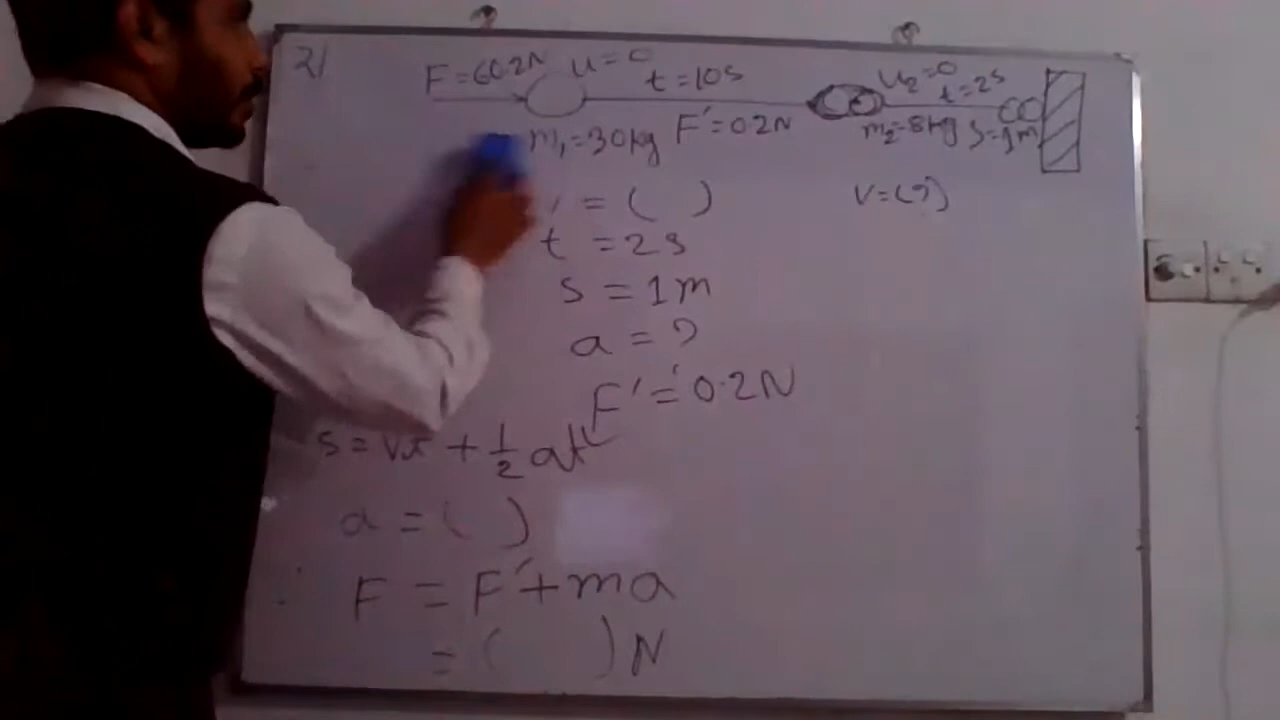 21
F = 60.2N u = 0 t = 10s u₂ = 0 t = 2s
m₁ = 30kg F' = 0.2N m₂ = 8kg s = 1m
= ( ) v = (?)
t = 2s
s = 1m
a = ?
F' = 0.2N
s = Vt + 1/2 at²
a = ( )
∴ F = F' + ma
= ( ) N